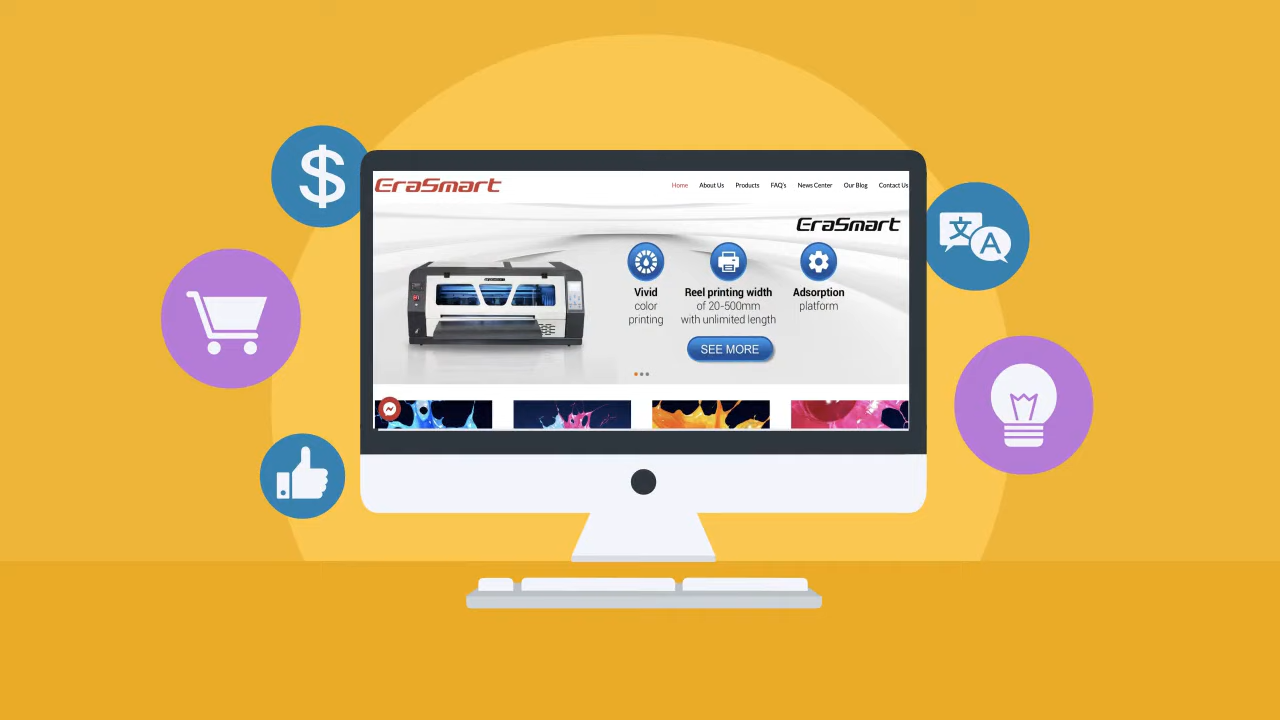 $
EraSmart
Home About Us Products FAQ's News Center Our Blog Contact Us
EraSmart
文
A
Vivid
color
printing
Reel printing width
of 20-500mm
with unlimited length
Adsorption
platform
SEE MORE